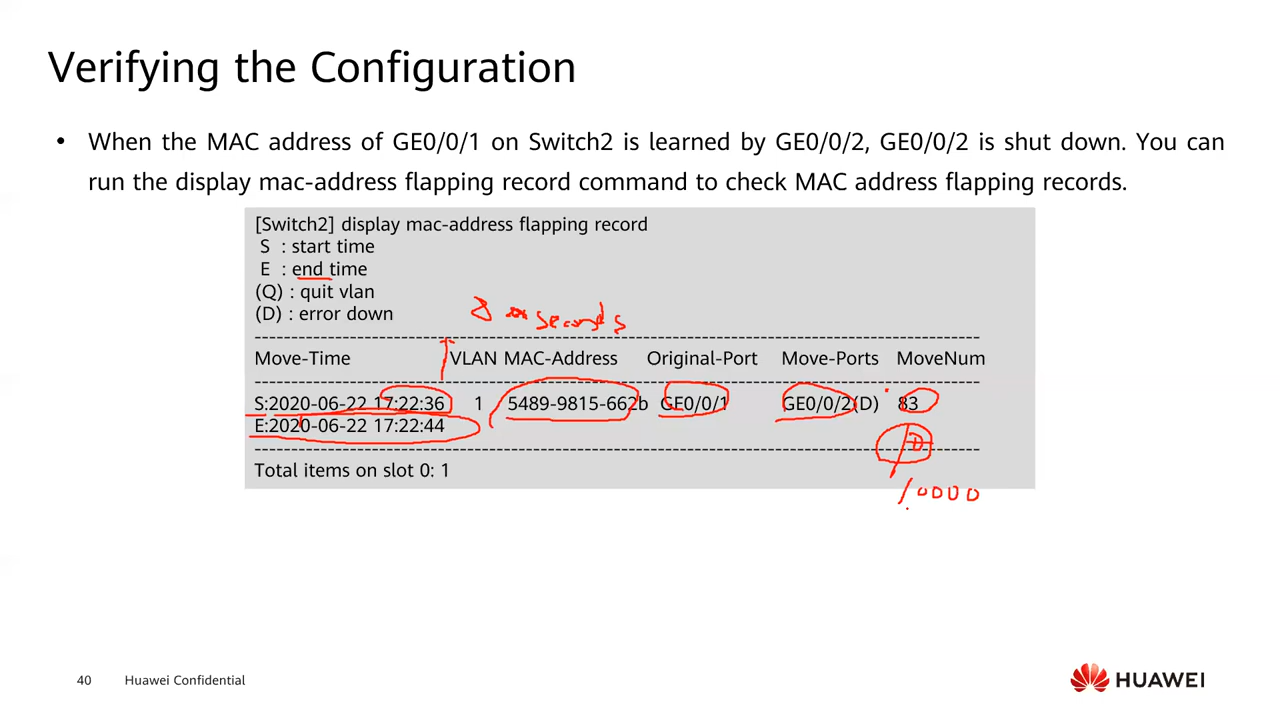 Verifying the Configuration
• When the MAC address of GE0/0/1 on Switch2 is learned by GE0/0/2, GE0/0/2 is shut down. You can
run the display mac-address flapping record command to check MAC address flapping records.
[Switch2] display mac-address flapping record
S : start time
E : end time
(Q) : quit vlan
(D) : error down
8 seconds
-------------------------------------------------------------------------------
Move-Time VLAN MAC-Address Original-Port Move-Ports MoveNum
-------------------------------------------------------------------------------
S:2020-06-22 17:22:36 1 5489-9815-662b GE0/0/1 GE0/0/2(D) 83
E:2020-06-22 17:22:44
-------------------------------------------------------------------------------
Total items on slot 0: 1
10000
40 Huawei Confidential
HUAWEI